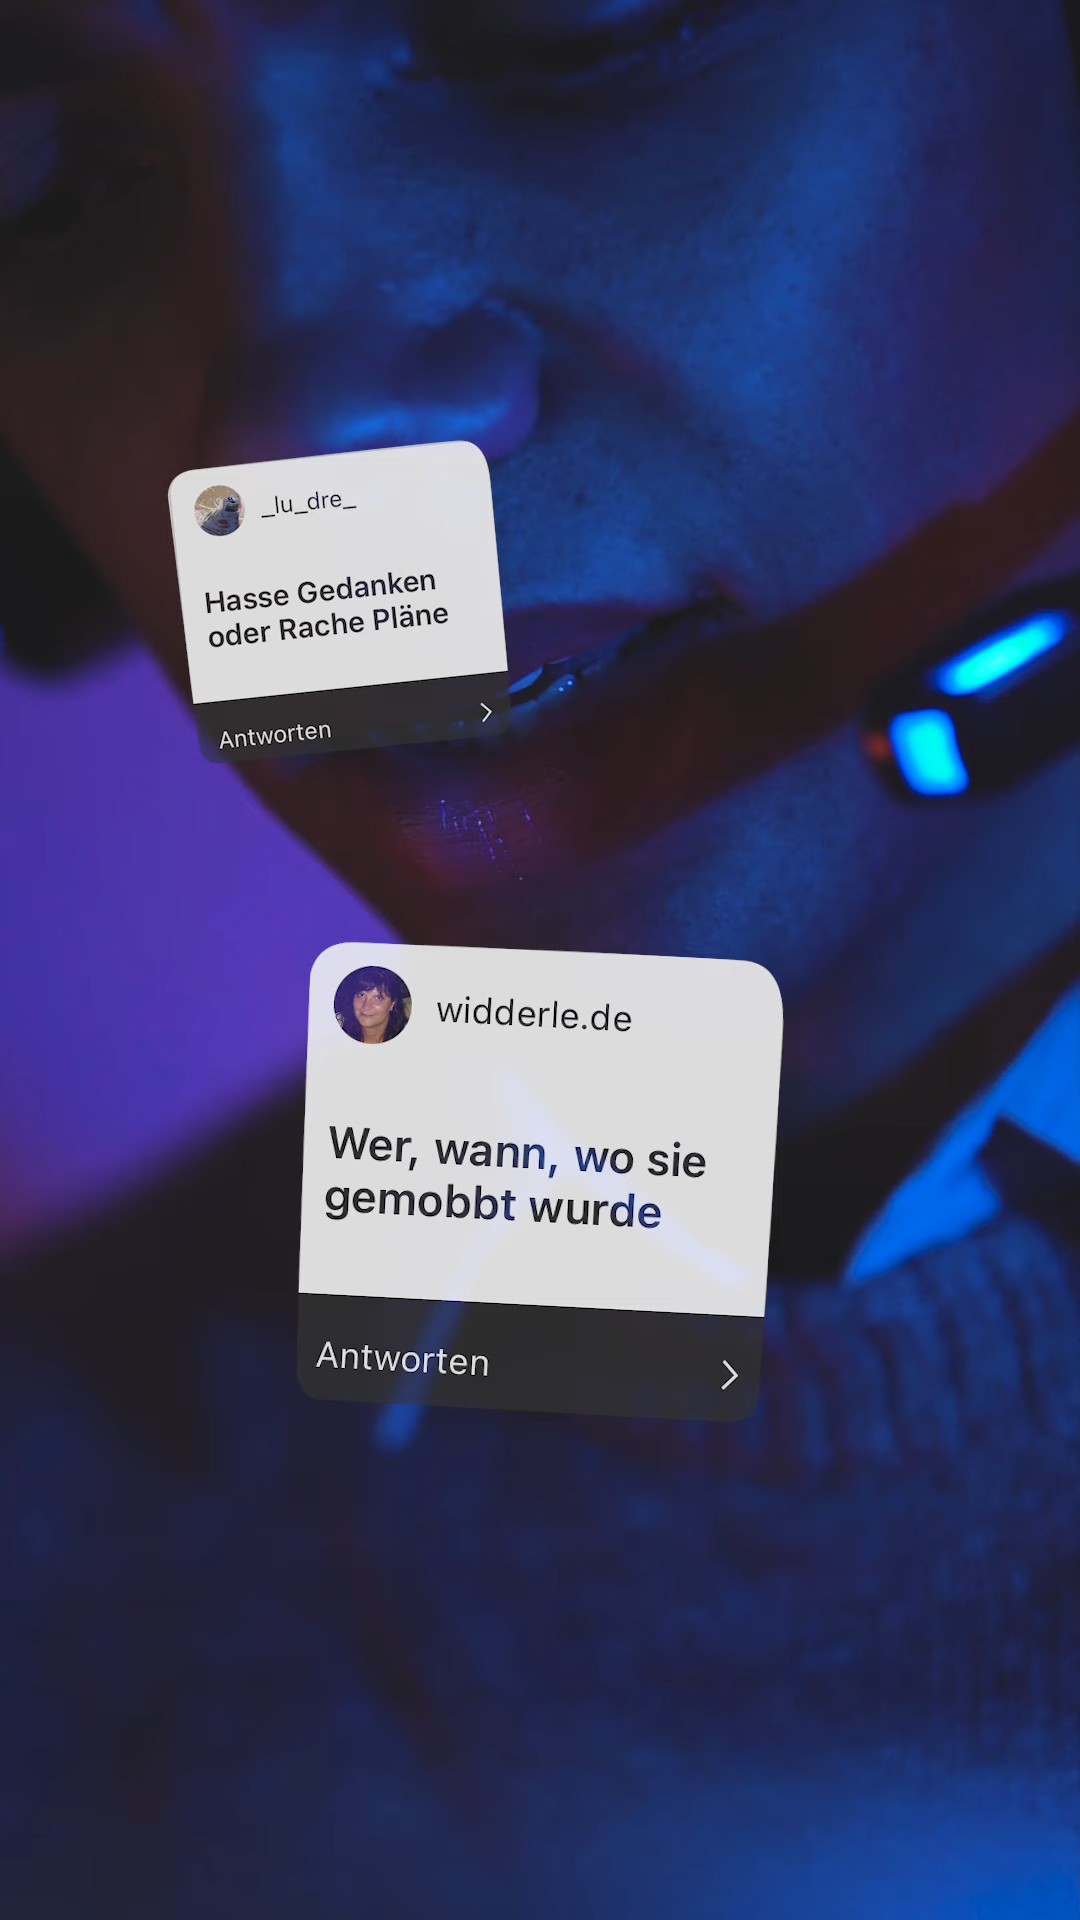 _lu_dre_
Hasse Gedanken
oder Rache Pläne
Antworten
widderle.de
Wer, wann, wo sie
gemobbt wurde
Antworten